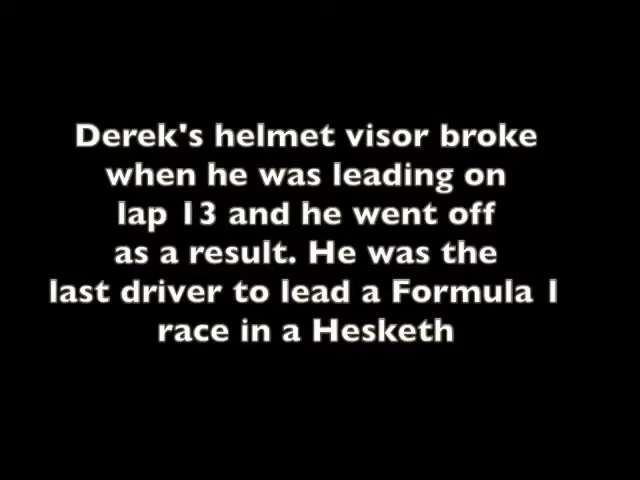 Derek's helmet visor broke
when he was leading on
lap 13 and he went off
as a result. He was the
last driver to lead a Formula 1
race in a Hesketh